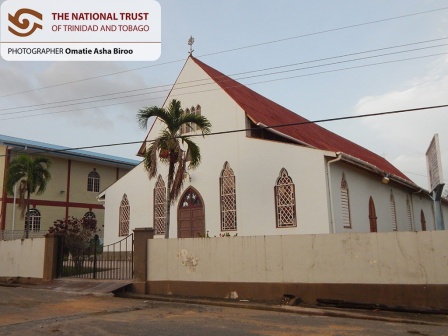 THE NATIONAL TRUST
OF TRINIDAD AND TOBAGO
PHOTOGRAPHER Omatie Asha Biroo